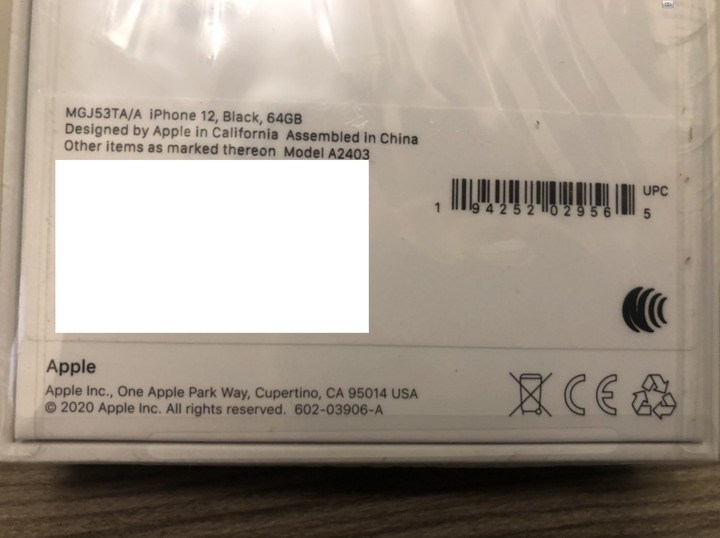 MGJ53TA/A iPhone 12, Black, 64GB
Designed by Apple in California Assembled in China
Other items as marked thereon Model A2403
UPC
1 94252 02956 5
Apple
Apple Inc., One Apple Park Way, Cupertino, CA 95014 USA
© 2020 Apple Inc. All rights reserved. 602-03906-A
CE